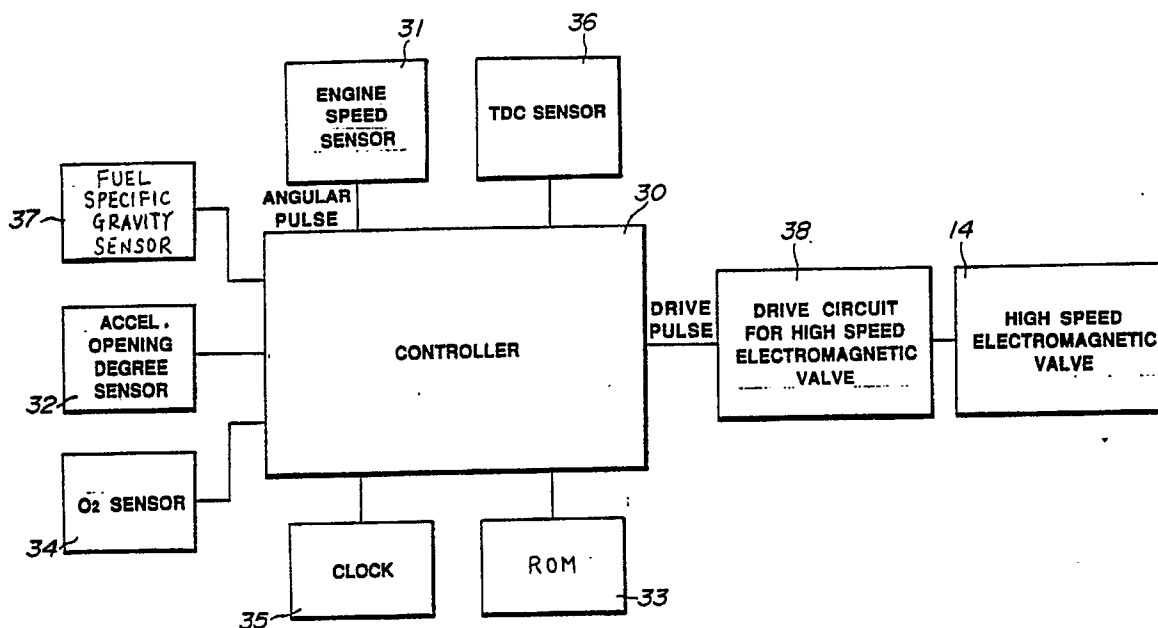 31
36
ENGINE
SPEED
SENSOR
TDC SENSOR
37
FUEL
SPECIFIC
GRAVITY
SENSOR
ANGULAR
PULSE
30
38
14
ACCEL.
OPENING
DEGREE
SENSOR
32
CONTROLLER
DRIVE
PULSE
DRIVE CIRCUIT
FOR HIGH SPEED
ELECTROMAGNETIC
VALVE
HIGH SPEED
ELECTROMAGNETIC
VALVE
O2 SENSOR
34
CLOCK
35
ROM
33